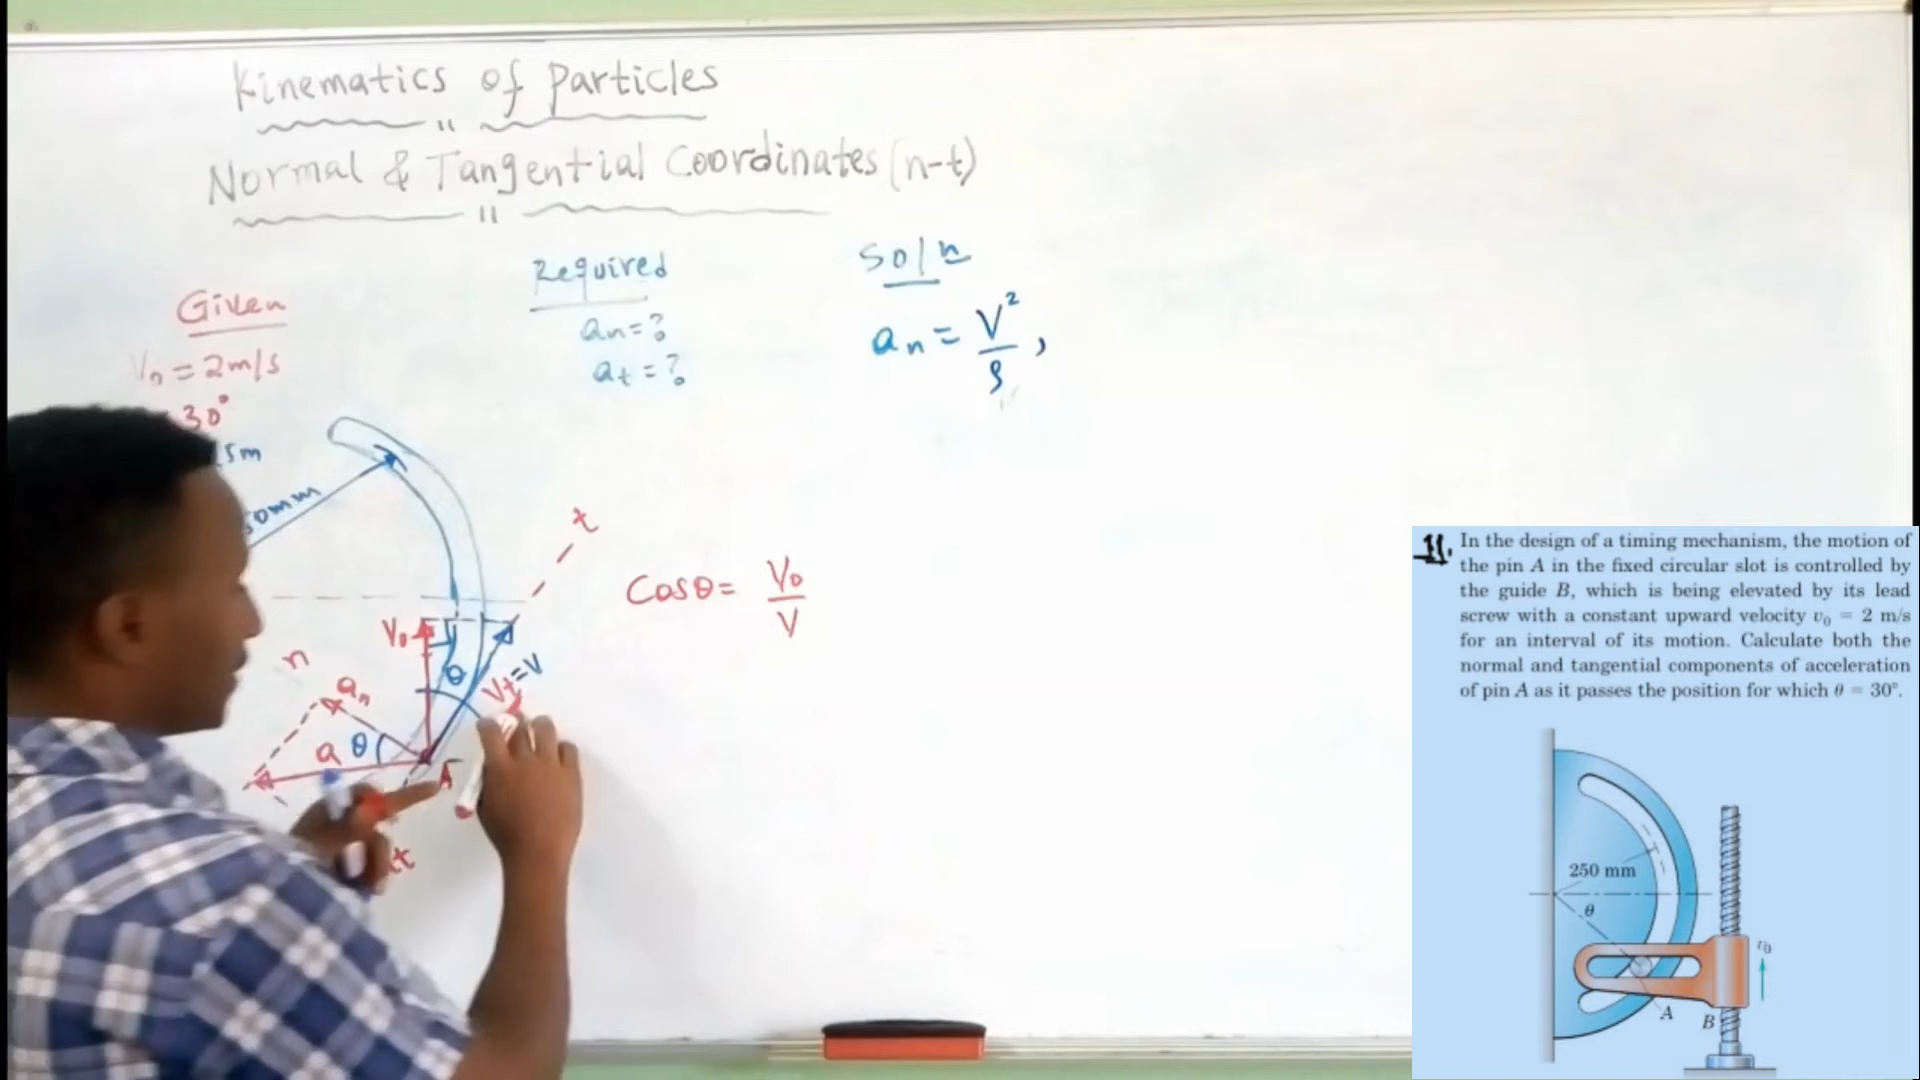 Kinematics of particles
Normal & Tangential Coordinates (n-t)
Given
V₀ = 2m/s
30°
5m
Required
an = ?
at = ?
Soln
an = V²/ρ,
50mm
t
n
V₀
θ
Vt=V
an
a θ
A
Cosθ = V₀/V
11. In the design of a timing mechanism, the motion of
the pin A in the fixed circular slot is controlled by
the guide B, which is being elevated by its lead
screw with a constant upward velocity v₀ = 2 m/s
for an interval of its motion. Calculate both the
normal and tangential components of acceleration
of pin A as it passes the position for which θ = 30°.
250 mm
θ
v₀
A
B